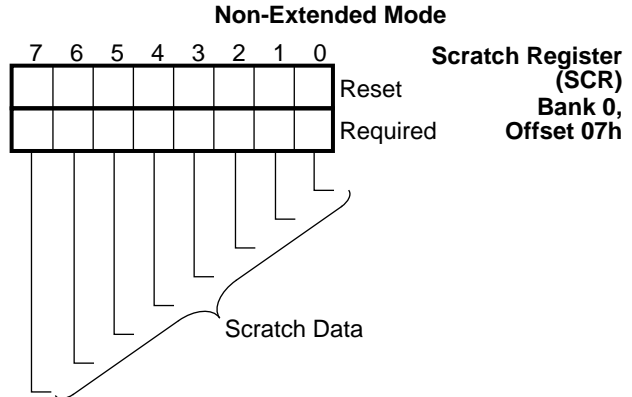 Non-Extended Mode
7 6 5 4 3 2 1 0
Reset
Required
Scratch Register
(SCR)
Bank 0,
Offset 07h
Scratch Data